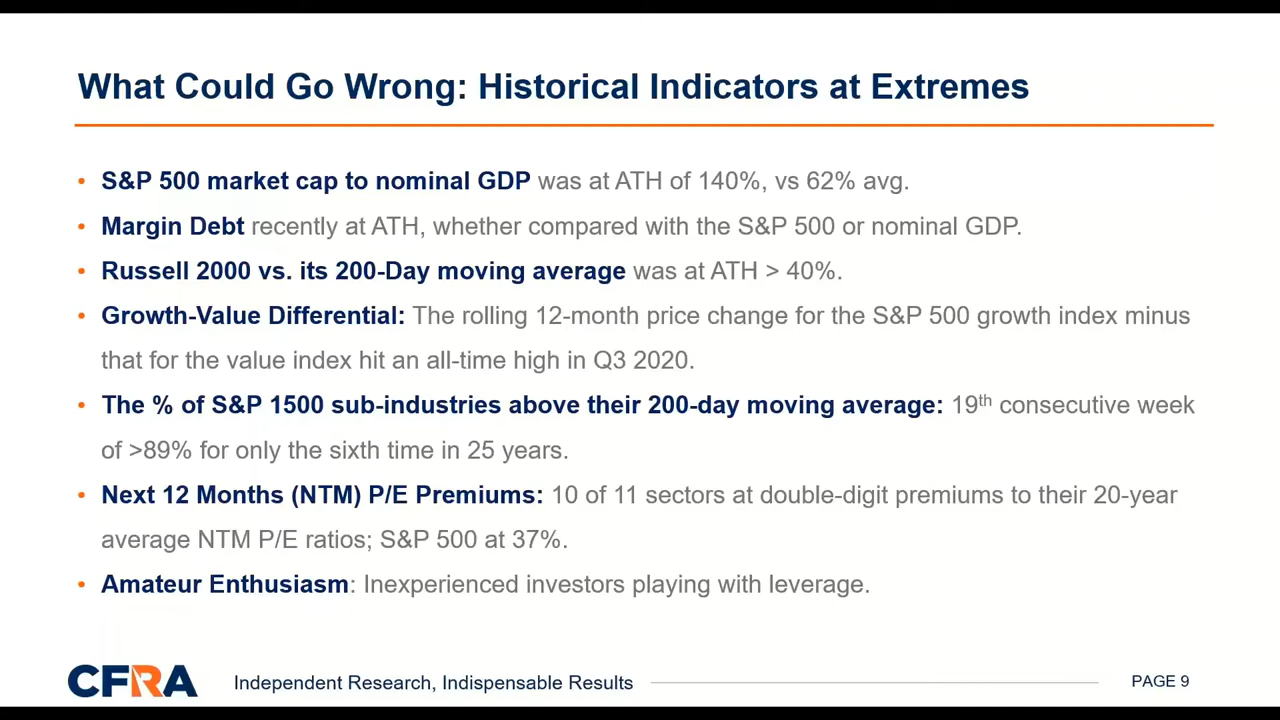 What Could Go Wrong: Historical Indicators at Extremes
• S&P 500 market cap to nominal GDP was at ATH of 140%, vs 62% avg.
• Margin Debt recently at ATH, whether compared with the S&P 500 or nominal GDP.
• Russell 2000 vs. its 200-Day moving average was at ATH > 40%.
• Growth-Value Differential: The rolling 12-month price change for the S&P 500 growth index minus
that for the value index hit an all-time high in Q3 2020.
• The % of S&P 1500 sub-industries above their 200-day moving average: 19th consecutive week
of >89% for only the sixth time in 25 years.
• Next 12 Months (NTM) P/E Premiums: 10 of 11 sectors at double-digit premiums to their 20-year
average NTM P/E ratios; S&P 500 at 37%.
• Amateur Enthusiasm: Inexperienced investors playing with leverage.
CFRA Independent Research, Indispensable Results PAGE 9